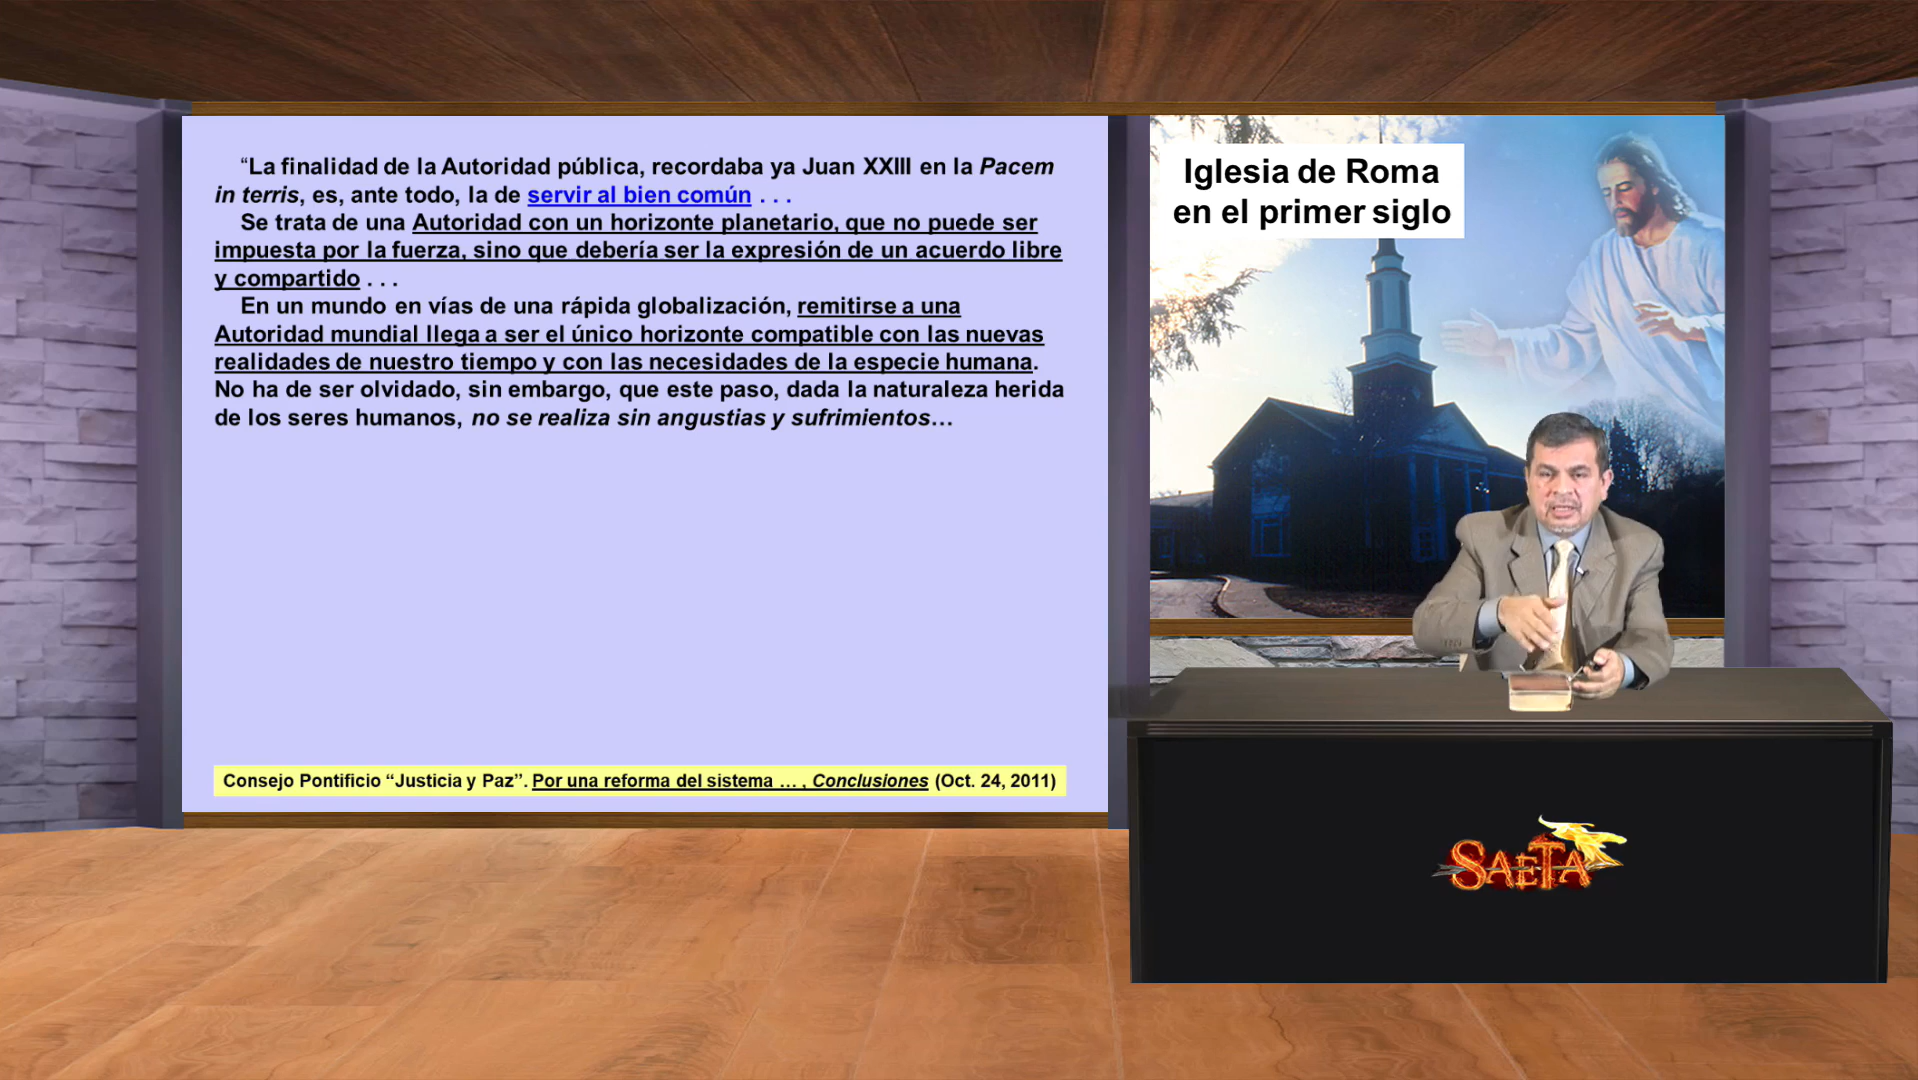 “La finalidad de la Autoridad pública, recordaba ya Juan XXIII en la Pacem
in terris, es, ante todo, la de servir al bien común . . .
Se trata de una Autoridad con un horizonte planetario, que no puede ser
impuesta por la fuerza, sino que debería ser la expresión de un acuerdo libre
y compartido . . .
En un mundo en vías de una rápida globalización, remitirse a una
Autoridad mundial llega a ser el único horizonte compatible con las nuevas
realidades de nuestro tiempo y con las necesidades de la especie humana.
No ha de ser olvidado, sin embargo, que este paso, dada la naturaleza herida
de los seres humanos, no se realiza sin angustias y sufrimientos…
Consejo Pontificio “Justicia y Paz”. Por una reforma del sistema … , Conclusiones (Oct. 24, 2011)
Iglesia de Roma
en el primer siglo
SAETA